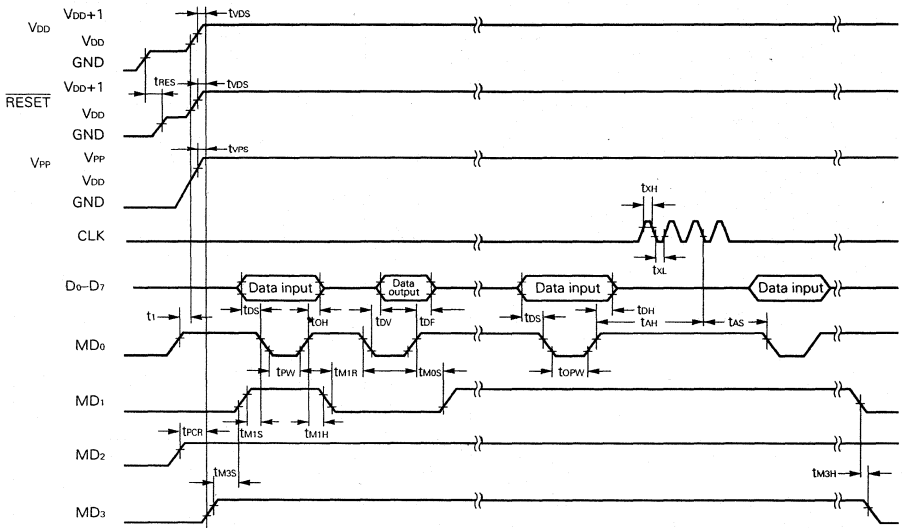 VDD+1
tVDS
VDD
VDD
GND
tRES
VDD+1
tVDS
RESET
VDD
GND
tVPS
VPP
VPP
VDD
GND
tXH
CLK
tXL
D0–D7
Data input
Data output
Data input
Data input
t1
tDS
tOH
tDV
tDF
tDS
tDH
tAH
tAS
MD0
tPW
tM1R
tM0S
tOPW
MD1
tM1S
tM1H
tPCR
MD2
tM3S
tM3H
MD3